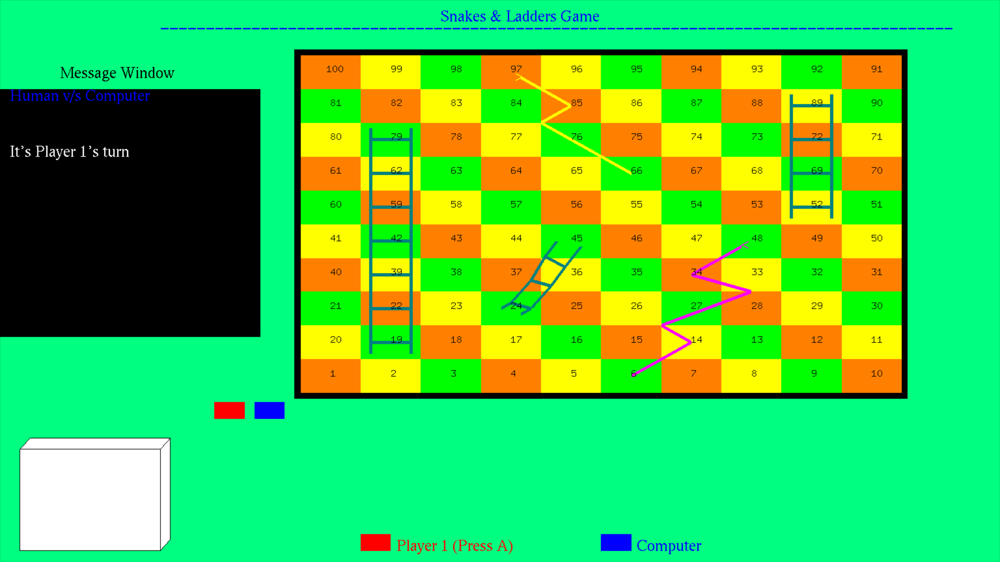 Snakes & Ladders Game
Message Window
Human v/s Computer
It's Player 1's turn
100 99 98 97 96 95 94 93 92 91
81 82 83 84 85 86 87 88 89 90
80 79 78 77 76 75 74 73 72 71
61 62 63 64 65 66 67 68 69 70
60 59 58 57 56 55 54 53 52 51
41 42 43 44 45 46 47 48 49 50
40 39 38 37 36 35 34 33 32 31
21 22 23 24 25 26 27 28 29 30
20 19 18 17 16 15 14 13 12 11
1 2 3 4 5 6 7 8 9 10
Player 1 (Press A)
Computer